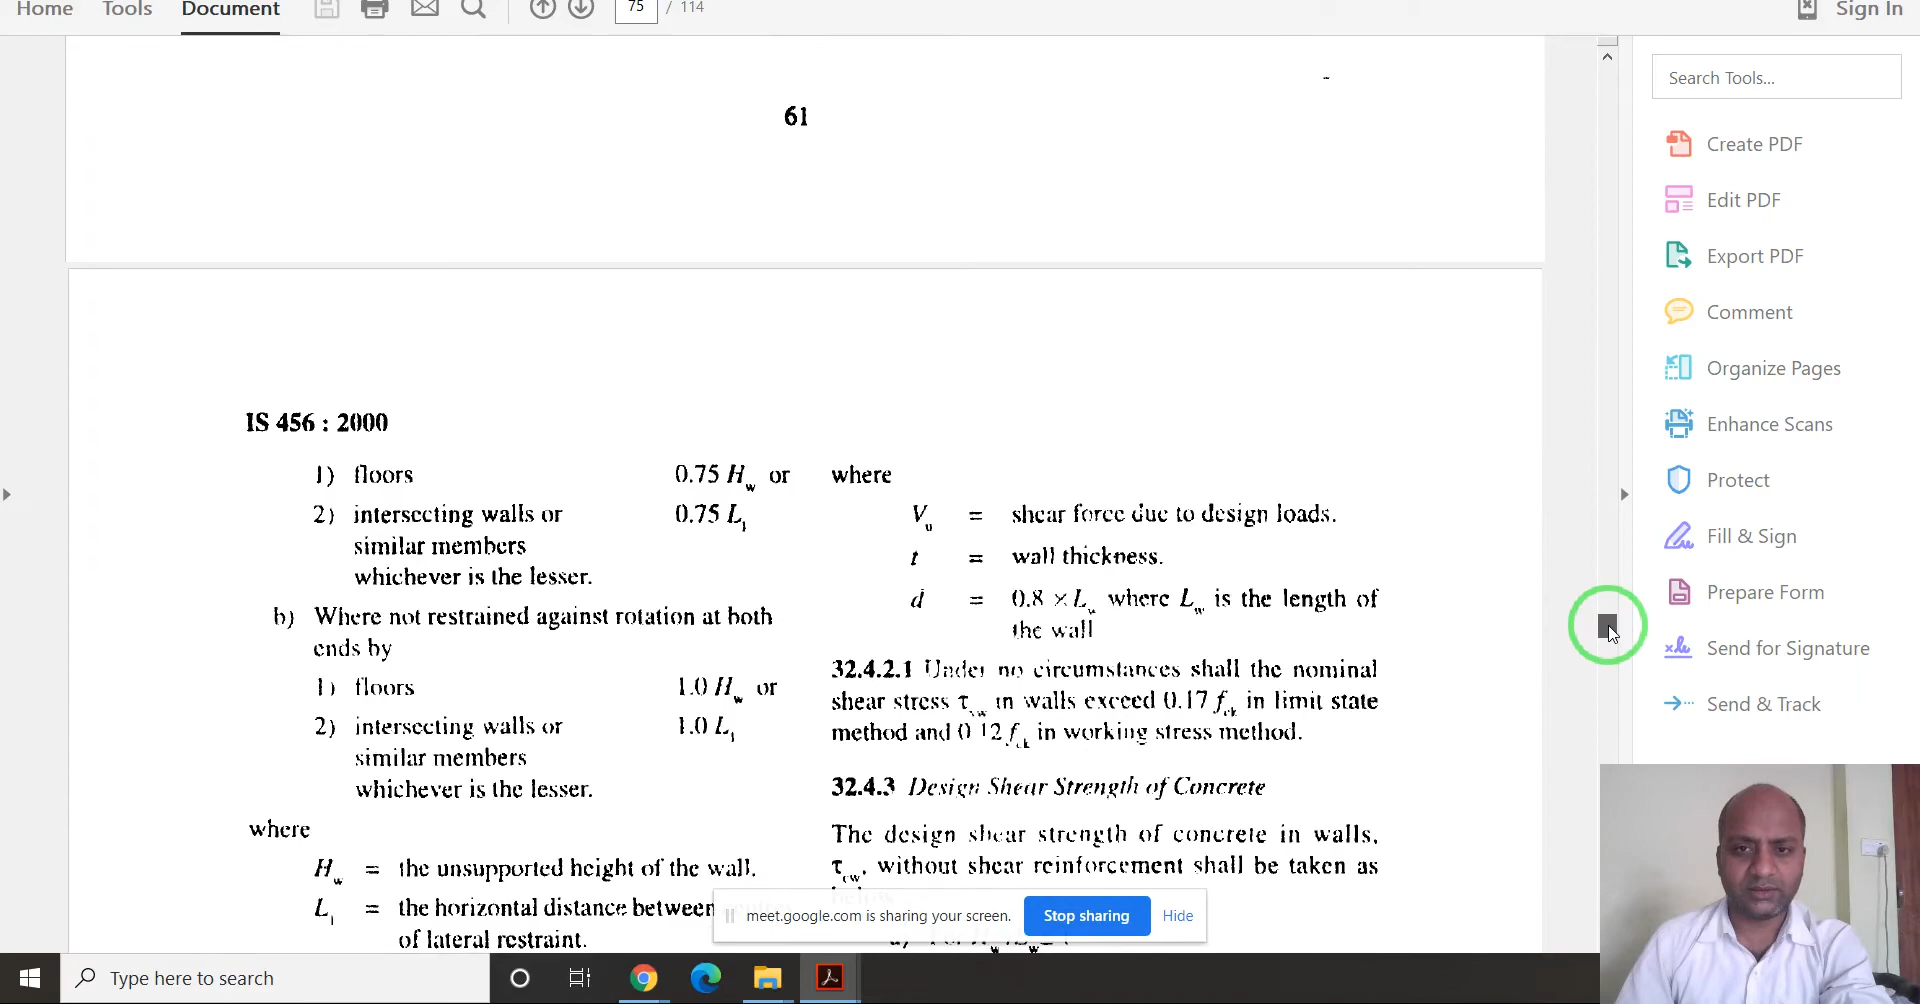 Home Tools Document 75 / 114 Sign In
61
IS 456 : 2000
1) floors 0.75 Hw or
2) intersecting walls or 0.75 L1
similar members
whichever is the lesser.
b) Where not restrained against rotation at both
ends by
1) floors 1.0 Hw or
2) intersecting walls or 1.0 L1
similar members
whichever is the lesser.
where
Hw = the unsupported height of the wall.
L1 = the horizontal distance between
of lateral restraint.
where
Vu = shear force due to design loads.
t = wall thickness.
d = 0.8 × Lw where Lw is the length of
the wall
32.4.2.1 Under no circumstances shall the nominal
shear stress τvw in walls exceed 0.17 fck in limit state
method and 0.12 fck in working stress method.
32.4.3 Design Shear Strength of Concrete
The design shear strength of concrete in walls,
τcw, without shear reinforcement shall be taken as
Search Tools...
Create PDF
Edit PDF
Export PDF
Comment
Organize Pages
Enhance Scans
Protect
Fill & Sign
Prepare Form
Send for Signature
Send & Track
meet.google.com is sharing your screen. Stop sharing Hide
Type here to search